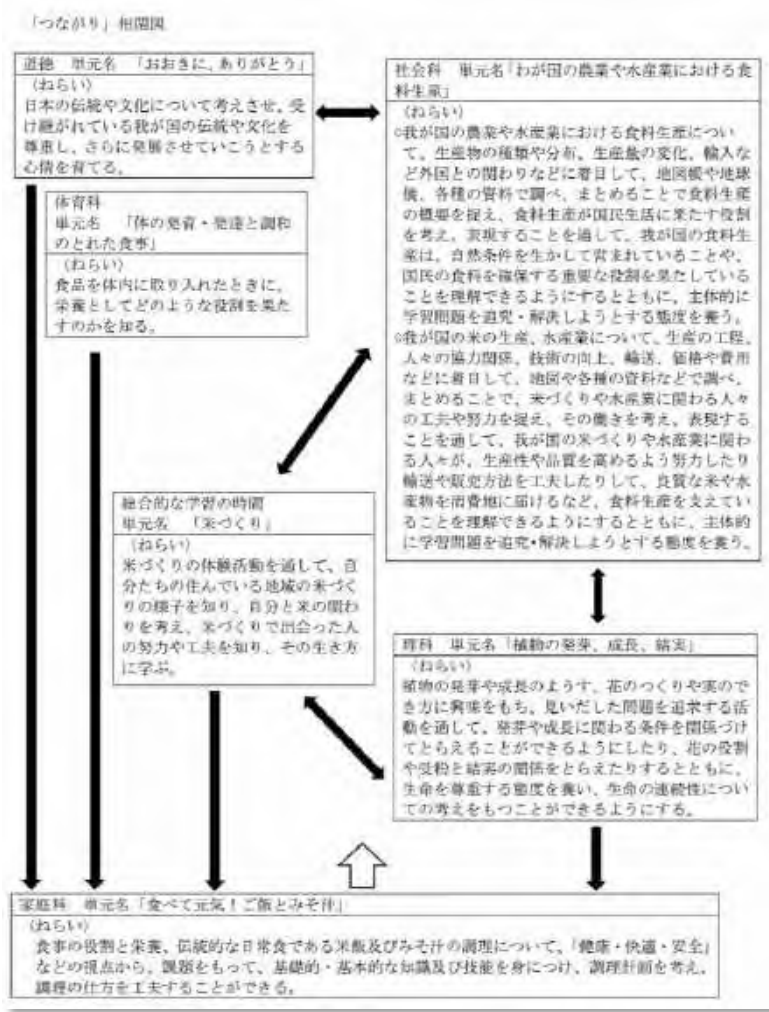 「つながり」相関図
道徳　単元名　「おおきに、ありがとう」
（ねらい）
日本の伝統や文化について考えさせ、受
け継がれている我が国の伝統や文化を
尊重し、さらに発展させていこうとする
心情を育てる。
体育科
単元名　「体の発育・発達と調和
のとれた食事」
（ねらい）
食品を体内に取り入れたときに、
栄養としてどのような役割を果た
すのかを知る。
社会科　単元名「わが国の農業や水産業における食
料生産」
（ねらい）
○我が国の農業や水産業における食料生産につい
て、生産物の種類や分布、生産量の変化、輸入な
ど外国との関わりなどに着目して、地図帳や地球
儀、各種の資料で調べ、まとめることで食料生産
の概要を捉え、食料生産が国民生活に果たす役割
を考え、表現することを通して、我が国の食料生
産は、自然条件を生かして営まれていることや、
国民の食料を確保する重要な役割を果たしている
ことを理解できるようにするとともに、主体的に
学習問題を追究・解決しようとする態度を養う。
○我が国の米の生産、水産業について、生産の工程、
人々の協力関係、技術の向上、輸送、価格や費用
などに着目して、地図や各種の資料などで調べ、
まとめることで、米づくりや水産業に関わる人々
の工夫や努力を捉え、その働きを考え、表現する
ことを通して、我が国の米づくりや水産業に関わ
る人々が、生産性や品質を高めるよう努力したり
輸送や販売方法を工夫したりして、良質な米や水
産物を消費地に届けるなど、食料生産を支えてい
ることを理解できるようにするとともに、主体的
に学習問題を追究・解決しようとする態度を養う。
総合的な学習の時間
単元名　「米づくり」
（ねらい）
米づくりの体験活動を通して、自
分たちの住んでいる地域の米づく
りの様子を知り、自分と米の関わ
りを考え、米づくりで出会った人
の努力や工夫を知り、その生き方
に学ぶ。
理科　単元名「植物の発芽、成長、結実」
（ねらい）
植物の発芽や成長のようす、花のつくりや実ので
き方に興味をもち、見いだした問題を追求する活
動を通して、発芽や成長に関わる条件を関係づけ
てとらえることができるようにしたり、花の役割
や受粉と結実の関係をとらえたりするとともに、
生命を尊重する態度を養い、生命の連続性につい
ての考えをもつことができるようにする。
家庭科　単元名「食べて元気！ご飯とみそ汁」
（ねらい）
食事の役割と栄養、伝統的な日常食である米飯及びみそ汁の調理について、「健康・快適・安全」
などの視点から、課題をもって、基礎的・基本的な知識及び技能を身につけ、調理計画を考え、
調理の仕方を工夫することができる。